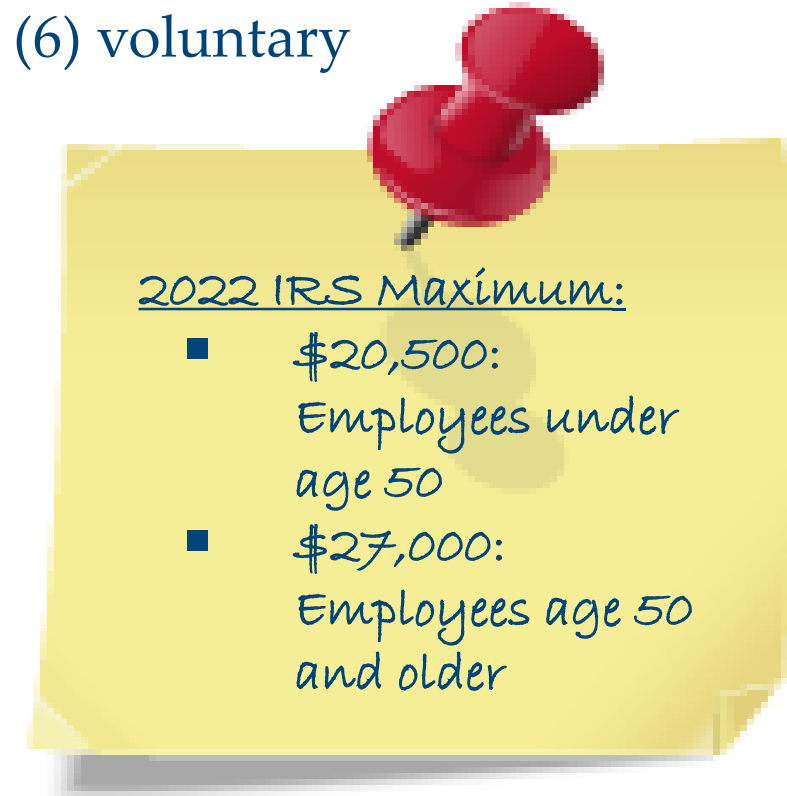 (6) voluntary
2022 IRS Maximum:
▪ $20,500:
Employees under
age 50
▪ $27,000:
Employees age 50
and older